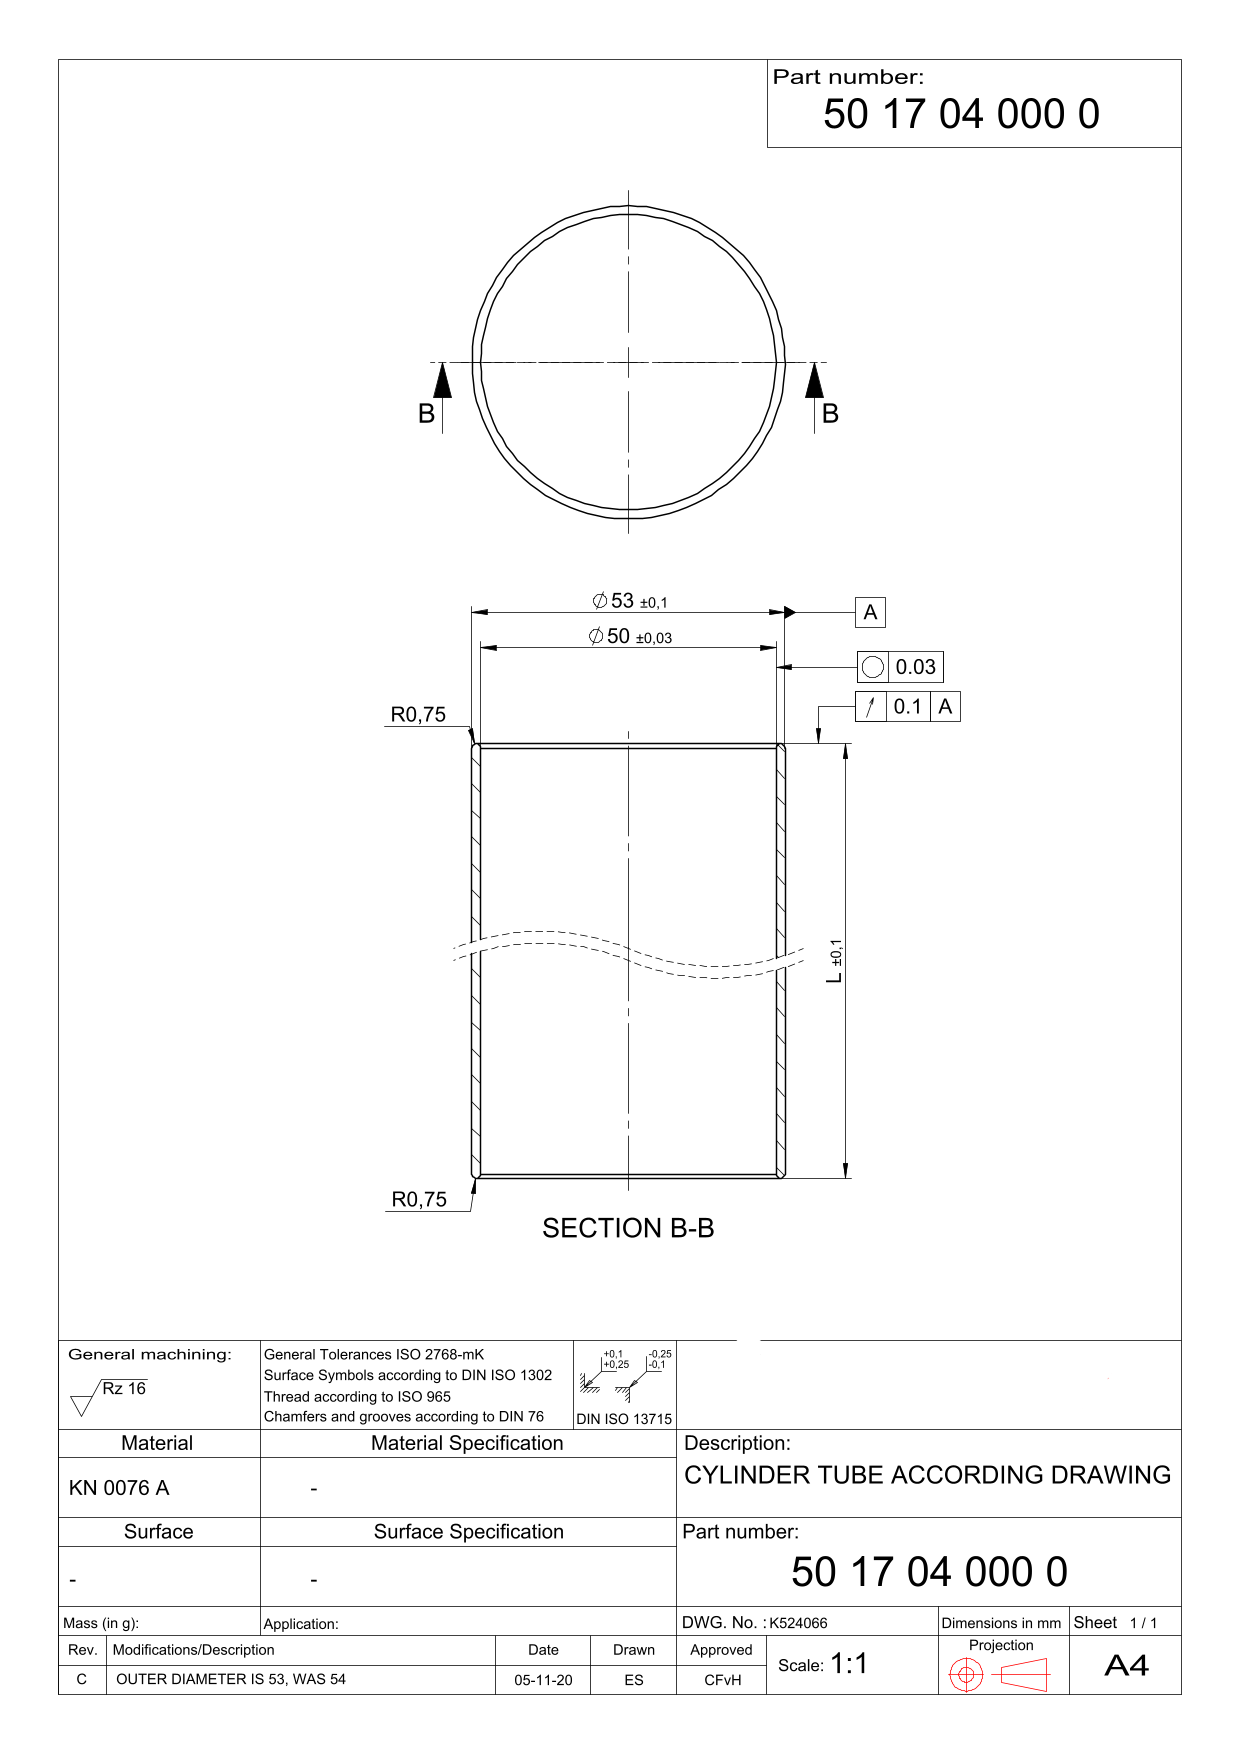 Part number:
50 17 04 000 0
B
B
53 ±0,1
A
50 ±0,03
0.03
0.1 A
R0,75
L ±0,1
R0,75
SECTION B-B
General machining:
Rz 16
General Tolerances ISO 2768-mK
Surface Symbols according to DIN ISO 1302
Thread according to ISO 965
Chamfers and grooves according to DIN 76
+0,1
+0,25
-0,25
-0,1
DIN ISO 13715
Material
Material Specification
KN 0076 A
-
Description:
CYLINDER TUBE ACCORDING DRAWING
Surface
Surface Specification
-
-
Part number:
50 17 04 000 0
Mass (in g):
Application:
DWG. No. : K524066
Dimensions in mm
Sheet 1 / 1
Rev.
Modifications/Description
Date
Drawn
Approved
Scale: 1:1
Projection
A4
C
OUTER DIAMETER IS 53, WAS 54
05-11-20
ES
CFvH